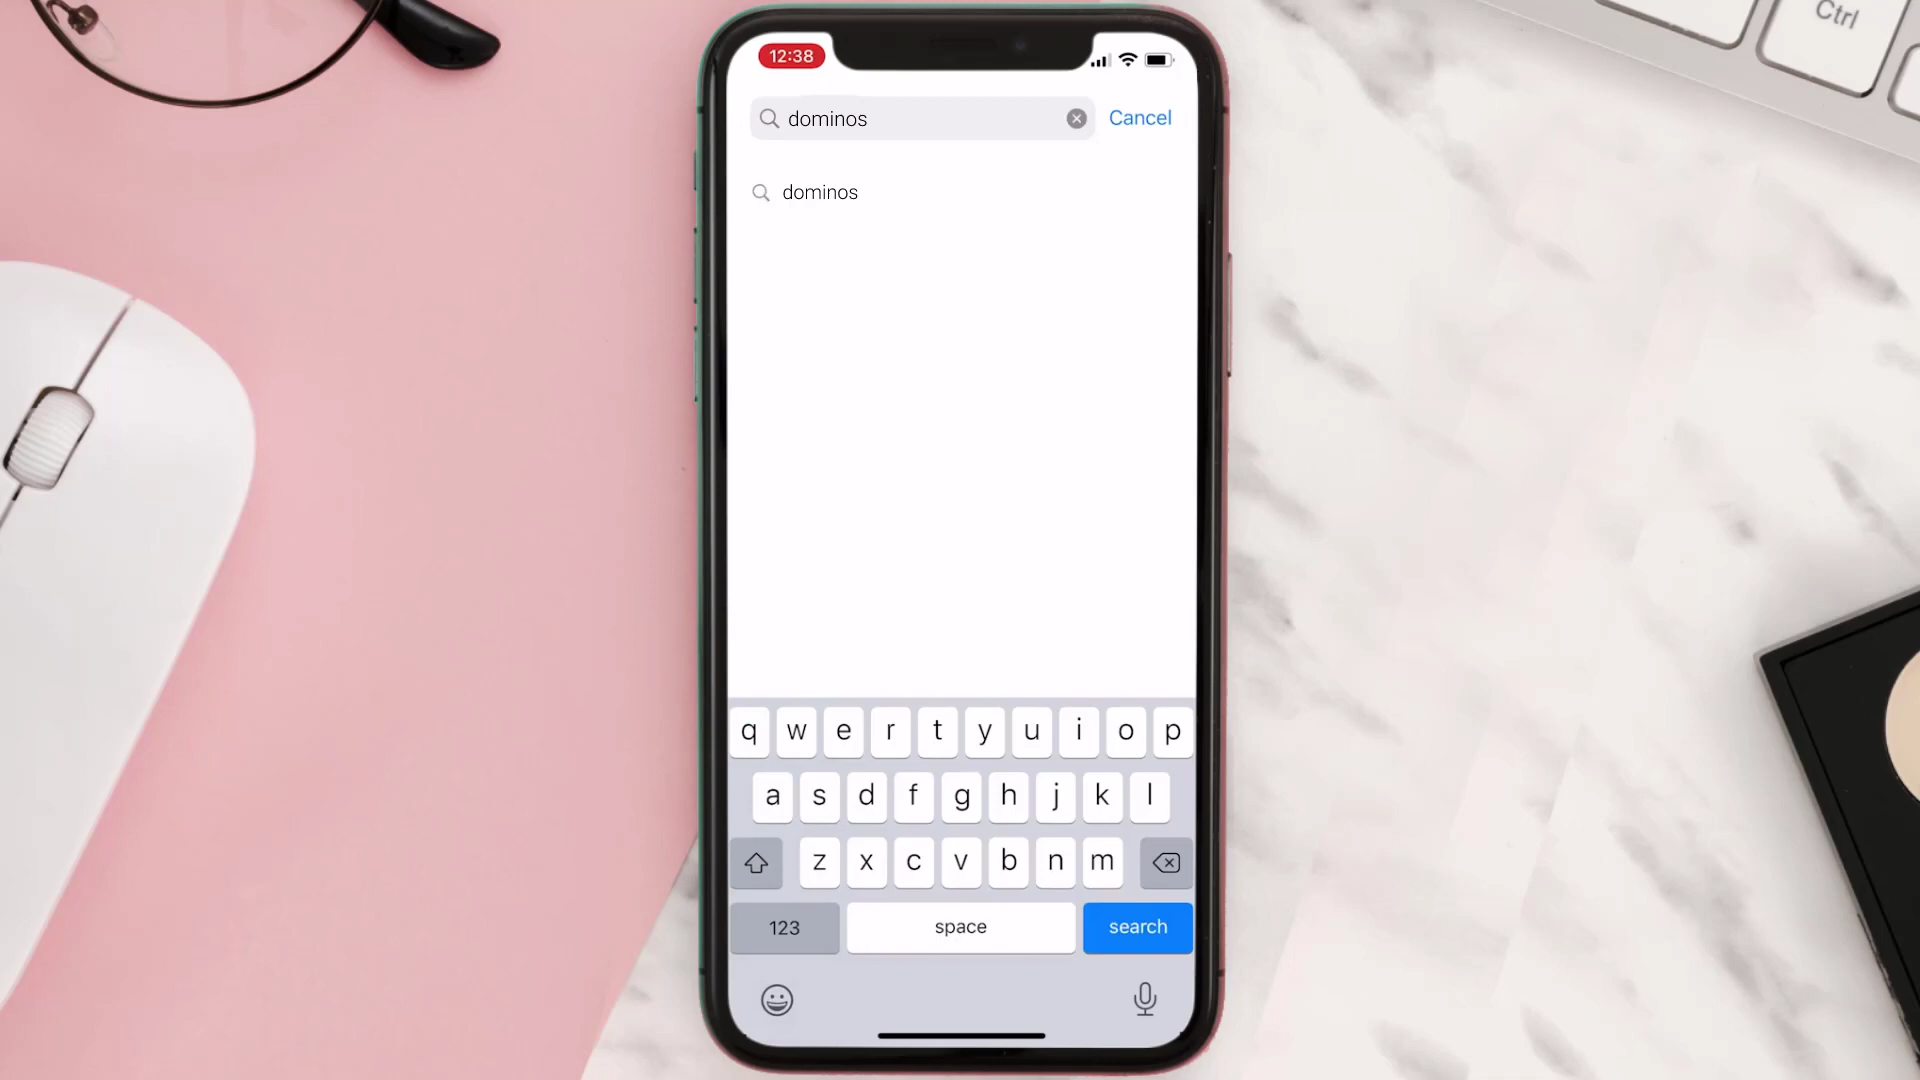 Ctrl
12:38
dominos
Cancel
dominos
q w e r t y u i o p
a s d f g h j k l
z x c v b n m
123 space search